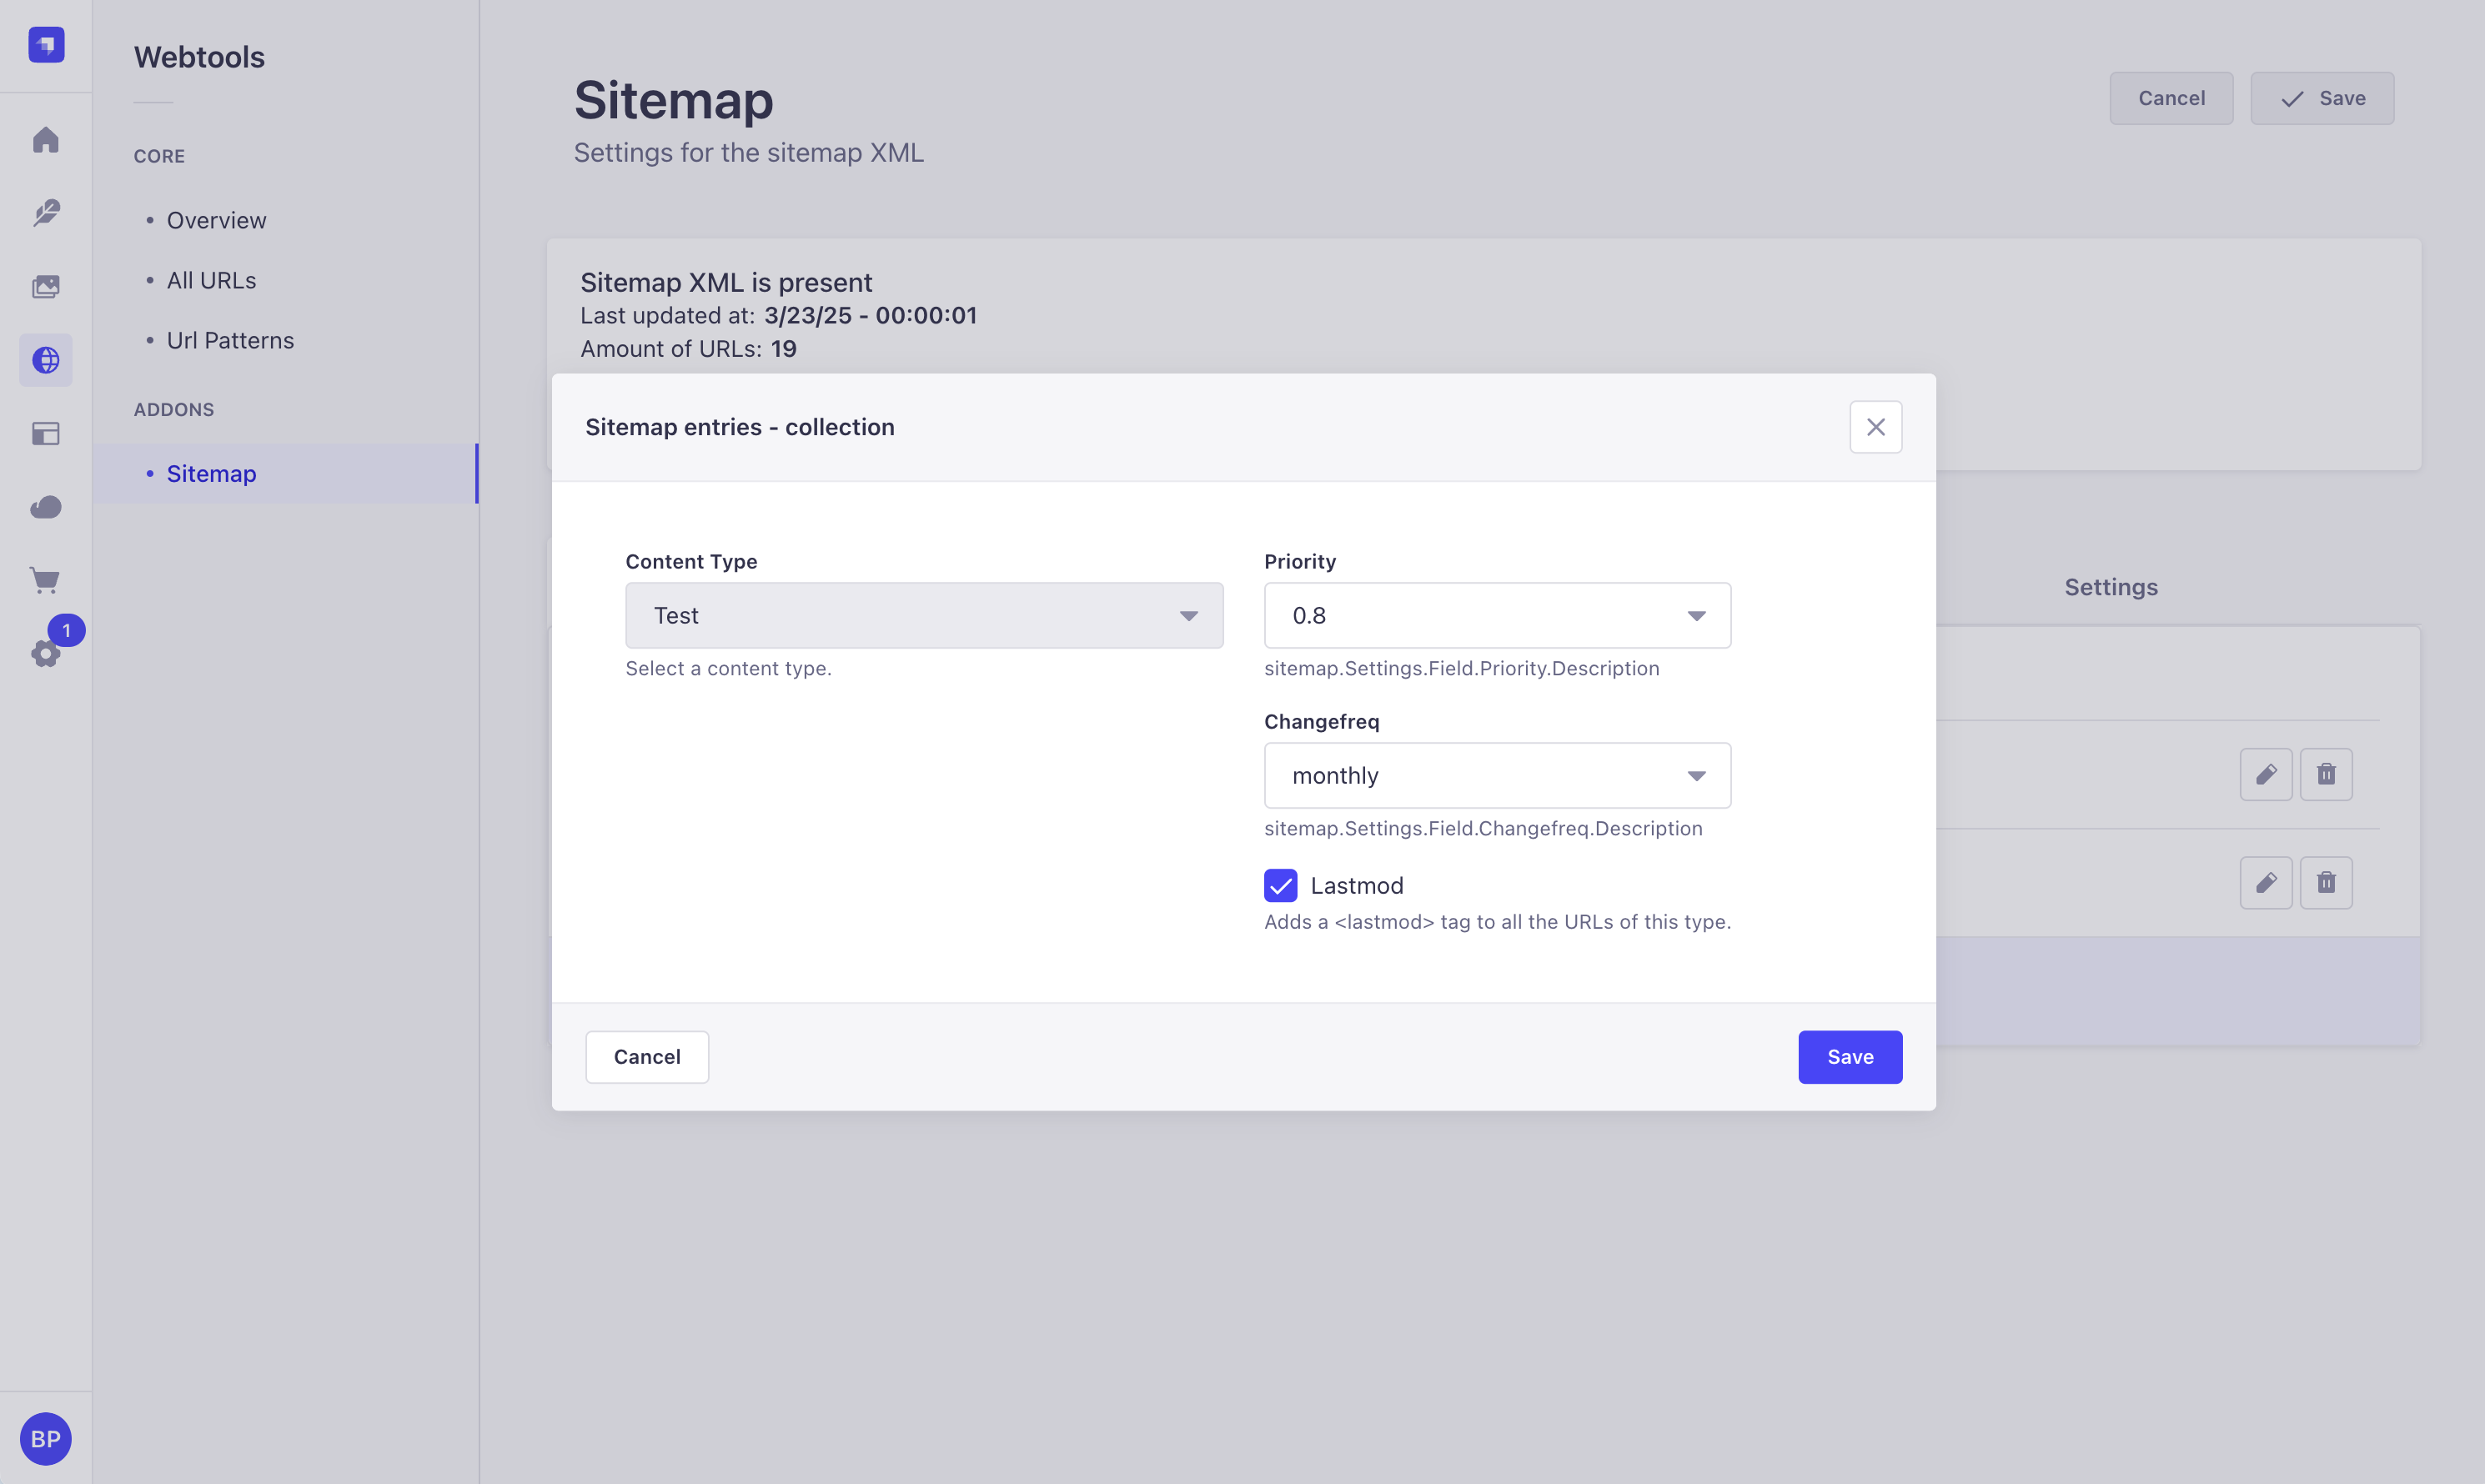 Webtools
CORE
Overview
All URLs
Url Patterns
ADDONS
Sitemap
1
BP
Sitemap
Settings for the sitemap XML
Cancel
Save
Sitemap XML is present
Last updated at: 3/23/25 - 00:00:01
Amount of URLs: 19
Settings
Sitemap entries - collection
Content Type
Test
Select a content type.
Priority
0.8
sitemap.Settings.Field.Priority.Description
Changefreq
monthly
sitemap.Settings.Field.Changefreq.Description
Lastmod
Adds a <lastmod> tag to all the URLs of this type.
Cancel
Save